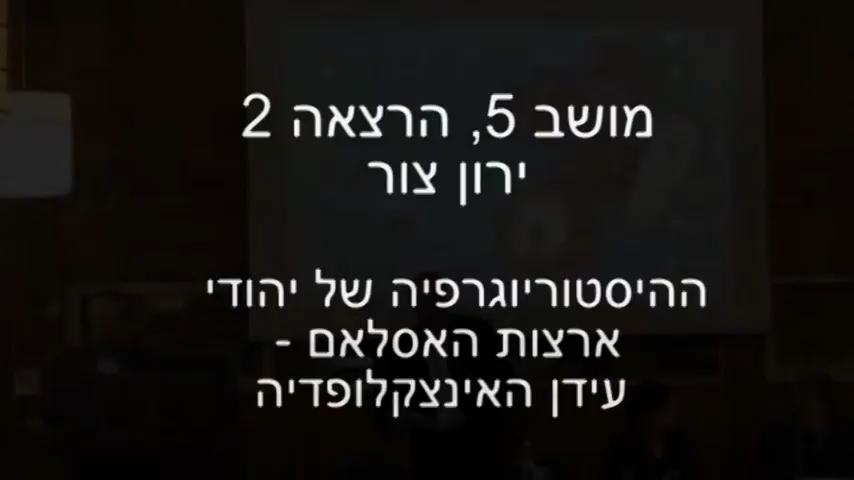 מושב 5, הרצאה 2
ירון צור
ההיסטוריוגרפיה של יהודי
ארצות האסלאם -
עידן האינצקלופדיה